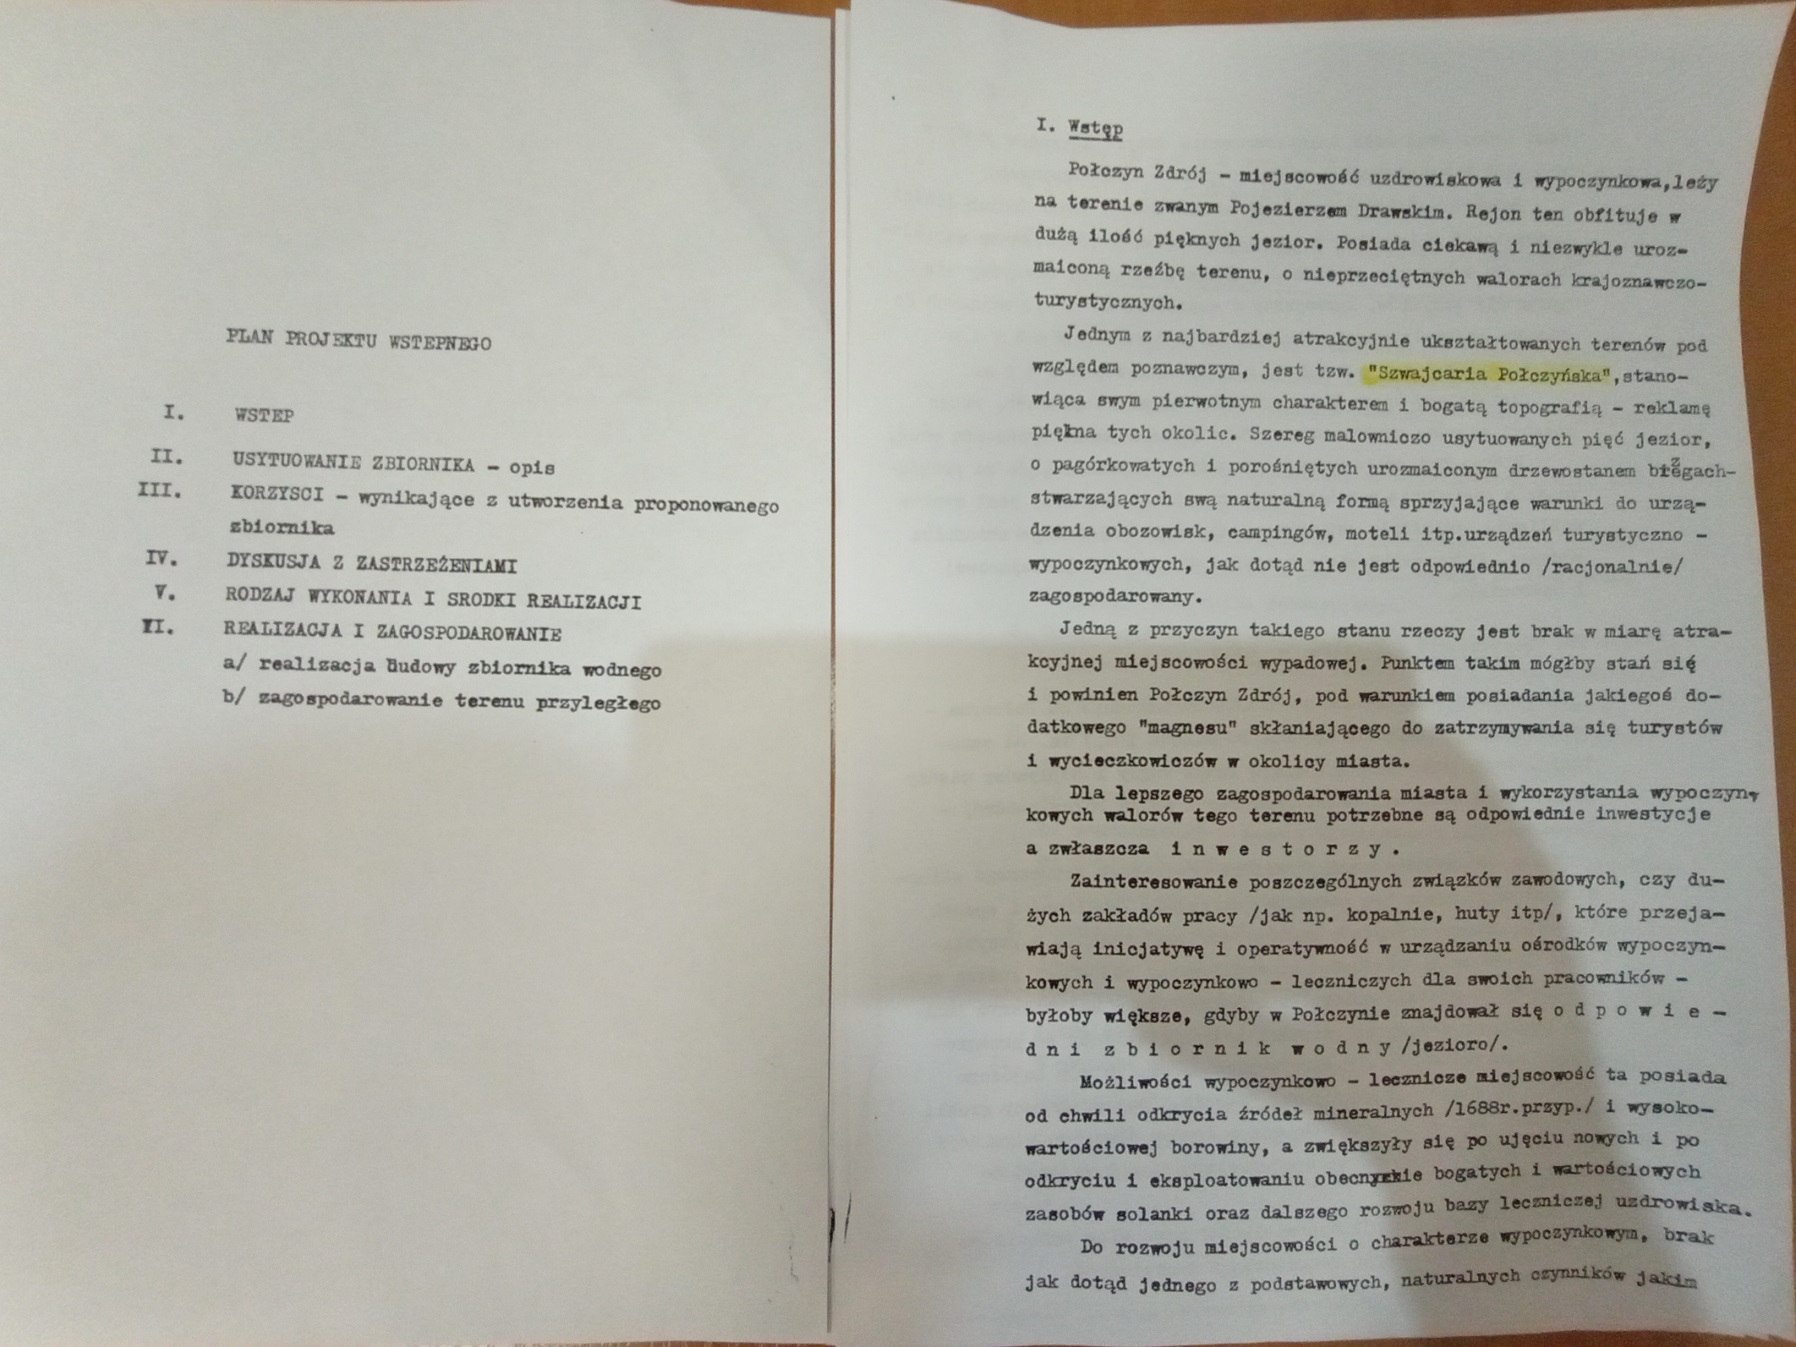 PLAN PROJEKTU WSTEPNEGO
I. WSTEP
II. USYTUOWANIE ZBIORNIKA - opis
III. KORZYSCI - wynikające z utworzenia proponowanego
zbiornika
IV. DYSKUSJA Z ZASTRZEŻENIAMI
V. RODZAJ WYKONANIA I SRODKI REALIZACJI
VI. REALIZACJA I ZAGOSPODAROWANIE
a/ realizacja budowy zbiornika wodnego
b/ zagospodarowanie terenu przyległego
I. Wstęp
Połczyn Zdrój - miejscowość uzdrowiskowa i wypoczynkowa,leży
na terenie zwanym Pojezierzem Drawskim. Rejon ten obfituje w
dużą ilość pięknych jezior. Posiada ciekawą i niezwykle uroz-
maiconą rzeźbę terenu, o nieprzeciętnych walorach krajoznawczo-
turystycznych.
Jednym z najbardziej atrakcyjnie ukształtowanych terenów pod
względem poznawczym, jest tzw. "Szwajcaria Połczyńska",stano-
wiąca swym pierwotnym charakterem i bogatą topografią - reklamę
piękna tych okolic. Szereg malowniczo usytuowanych pięć jezior,
o pagórkowatych i porośniętych urozmaiconym drzewostanem brzegach-
stwarzających swą naturalną formą sprzyjające warunki do urzą-
dzenia obozowisk, campingów, moteli itp.urządzeń turystyczno -
wypoczynkowych, jak dotąd nie jest odpowiednio /racjonalnie/
zagospodarowany.
Jedną z przyczyn takiego stanu rzeczy jest brak w miarę atra-
kcyjnej miejscowości wypadowej. Punktem takim mógłby stań się
i powinien Połczyn Zdrój, pod warunkiem posiadania jakiegoś do-
datkowego "magnesu" skłaniającego do zatrzymywania się turystów
i wycieczkowiczów w okolicy miasta.
Dla lepszego zagospodarowania miasta i wykorzystania wypoczyn-
kowych walorów tego terenu potrzebne są odpowiednie inwestycje
a zwłaszcza i n w e s t o r z y .
Zainteresowanie poszczególnych związków zawodowych, czy du-
żych zakładów pracy /jak np. kopalnie, huty itp/, które przeja-
wiają inicjatywę i operatywność w urządzaniu ośrodków wypoczyn-
kowych i wypoczynkowo - leczniczych dla swoich pracowników -
byłoby większe, gdyby w Połczynie znajdował się o d p o w i e -
d n i z b i o r n i k w o d n y /jezioro/.
Możliwości wypoczynkowo - lecznicze miejscowość ta posiada
od chwili odkrycia źródeł mineralnych /1688r.przyp./ i wysoko-
wartościowej borowiny, a zwiększyły się po ujęciu nowych i po
odkryciu i eksploatowaniu bogatych i wartościowych
zasobów solanki oraz dalszego rozwoju bazy leczniczej uzdrowiska.
Do rozwoju miejscowości o charakterze wypoczynkowym, brak
jak dotąd jednego z podstawowych, naturalnych czynników jakim